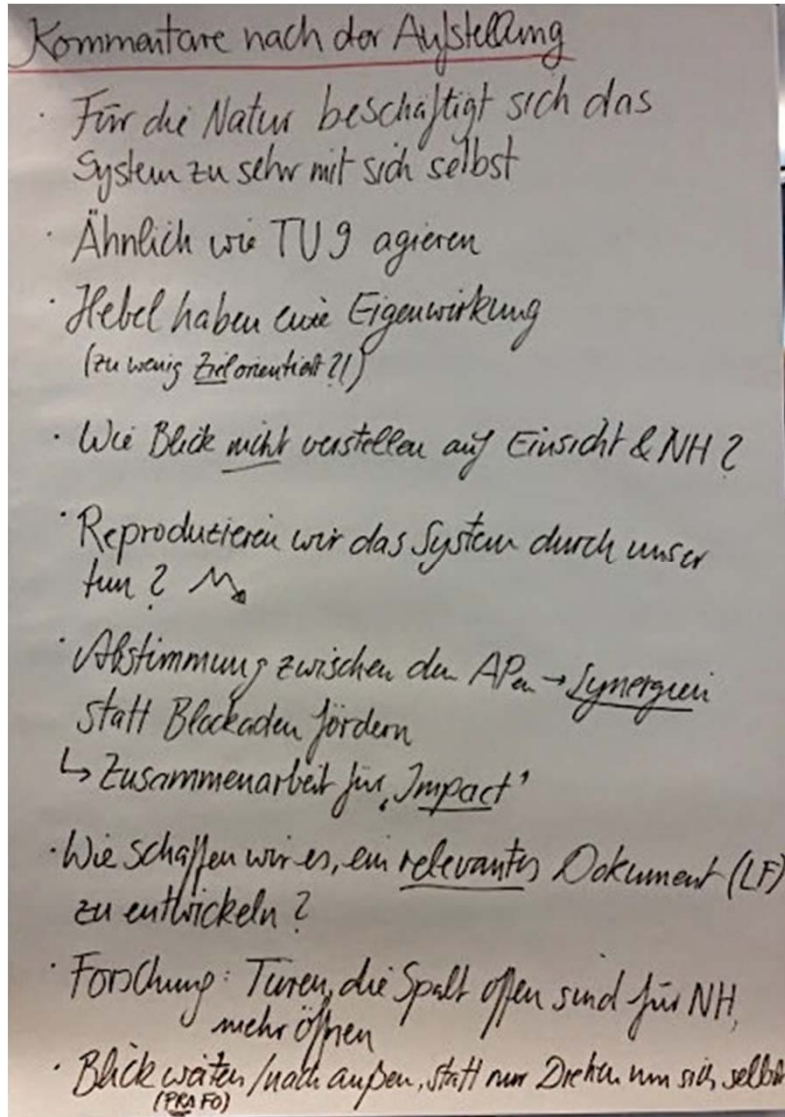 Kommentare nach der Aufstellung
· Für die Natur beschäftigt sich das
System zu sehr mit sich selbst
· Ähnlich wie TU9 agieren
· Hebel haben eine Eigenwirkung
(zu wenig Zielorientiert?!)
· Wie Blick nicht verstellen auf Einsicht & NH?
· Reproduzieren wir das System durch unser
tun?
· Abstimmung zwischen den APen → Synergien
statt Blockaden fördern
↳ Zusammenarbeit für ‚Impact'
· Wie schaffen wir es, ein relevantes Dokument (LF)
zu entwickeln?
· Forschung: Türen, die Spalt offen sind für NH,
mehr öffnen
· Blick weiten / nach außen, statt nur Drehen um sich selbst
(PRA FO)